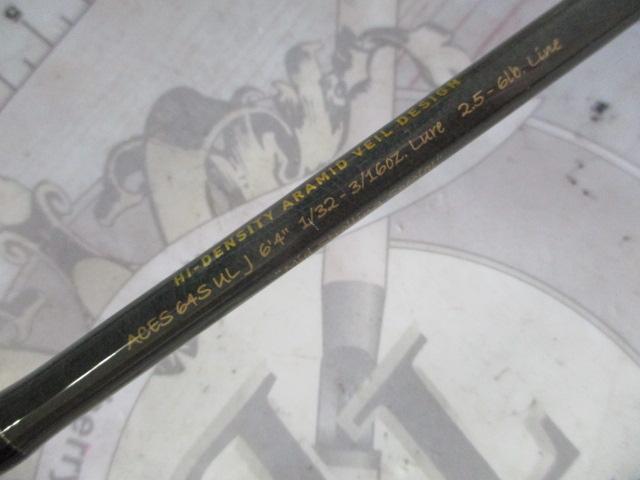 HI-DENSITY ARAMID VEIL DESIGN
ACES 64S UL J 6'4" 1/32-3/16oz. Lure 2.5-6lb. Line